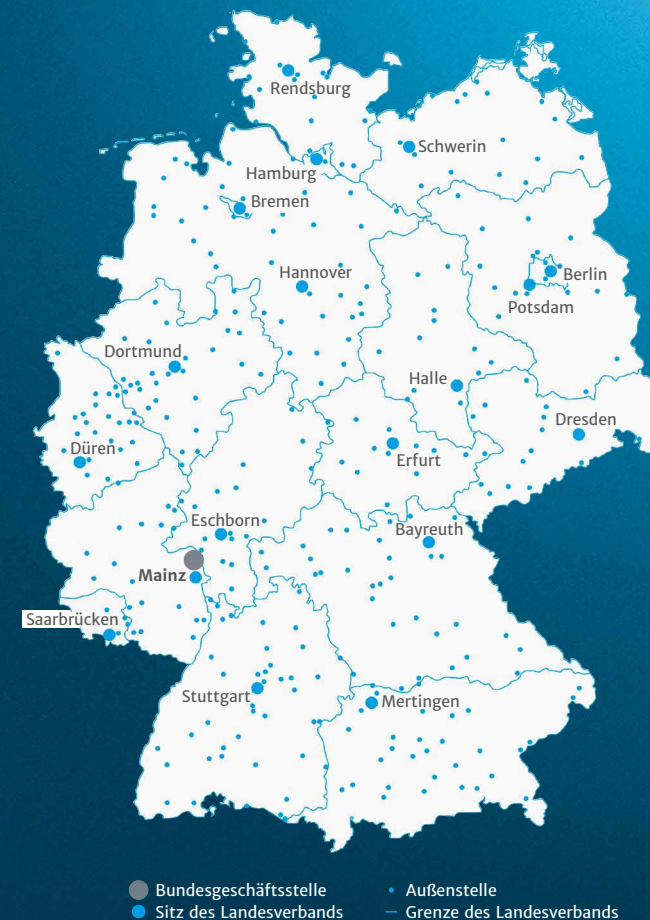 Rendsburg
Schwerin
Hamburg
Bremen
Hannover
Berlin
Potsdam
Dortmund
Halle
Dresden
Düren
Erfurt
Eschborn
Bayreuth
Mainz
Saarbrücken
Stuttgart
Mertingen
Bundesgeschäftsstelle
Außenstelle
Sitz des Landesverbands
Grenze des Landesverbands